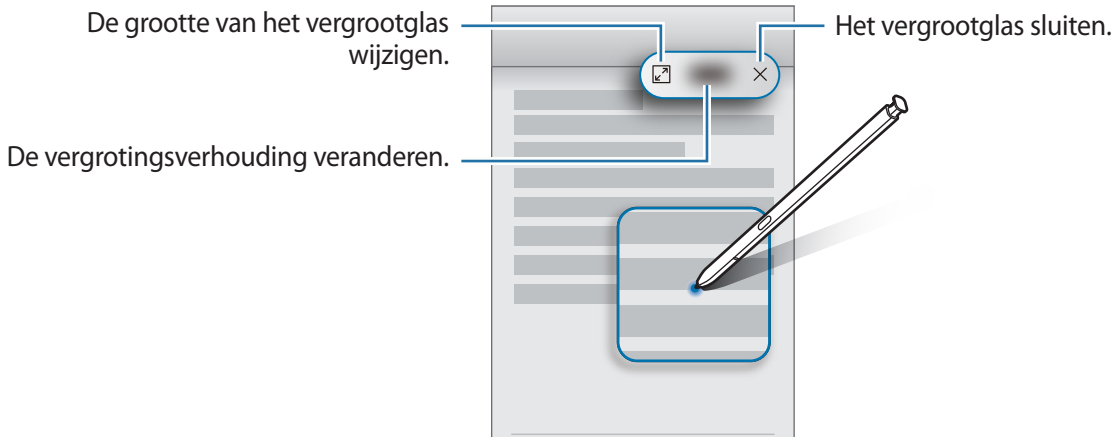 De grootte van het vergrootglas
wijzigen.
Het vergrootglas sluiten.
De vergrotingsverhouding veranderen.